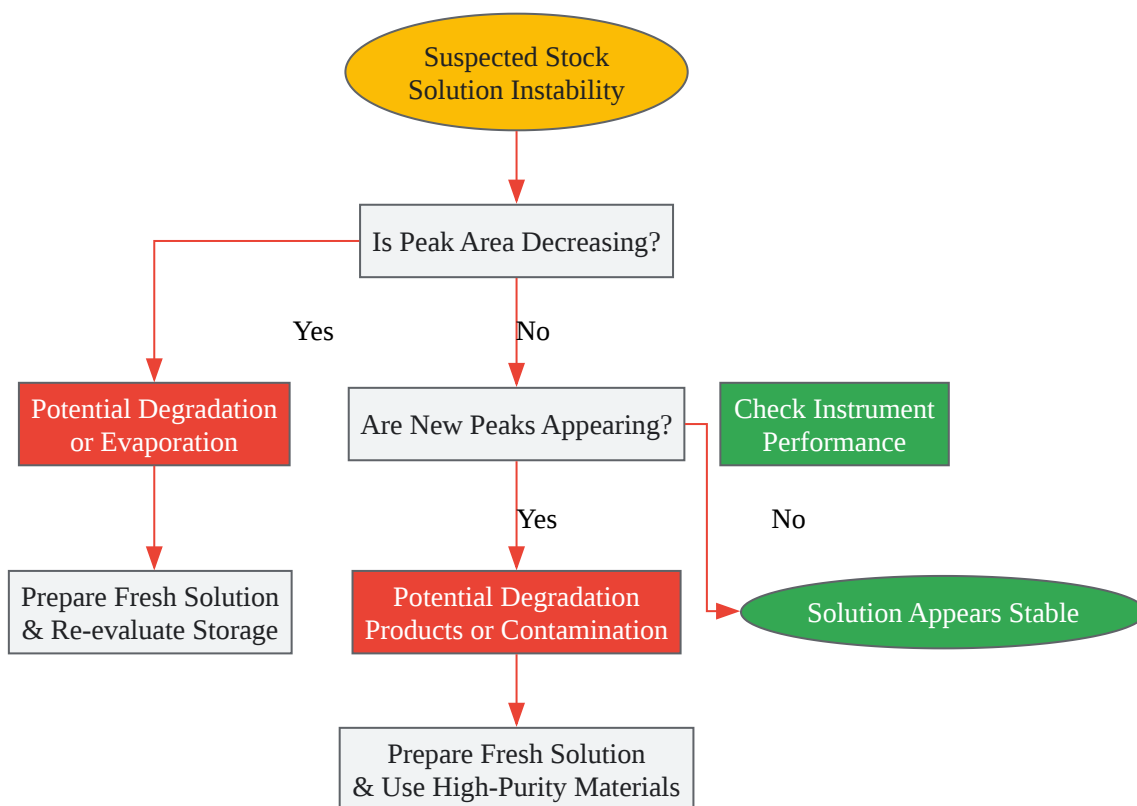 Suspected Stock
Solution Instability
Is Peak Area Decreasing?
Yes
No
Potential Degradation
or Evaporation
Are New Peaks Appearing?
Check Instrument
Performance
Yes
No
Prepare Fresh Solution
& Re-evaluate Storage
Potential Degradation
Products or Contamination
Solution Appears Stable
Prepare Fresh Solution
& Use High-Purity Materials